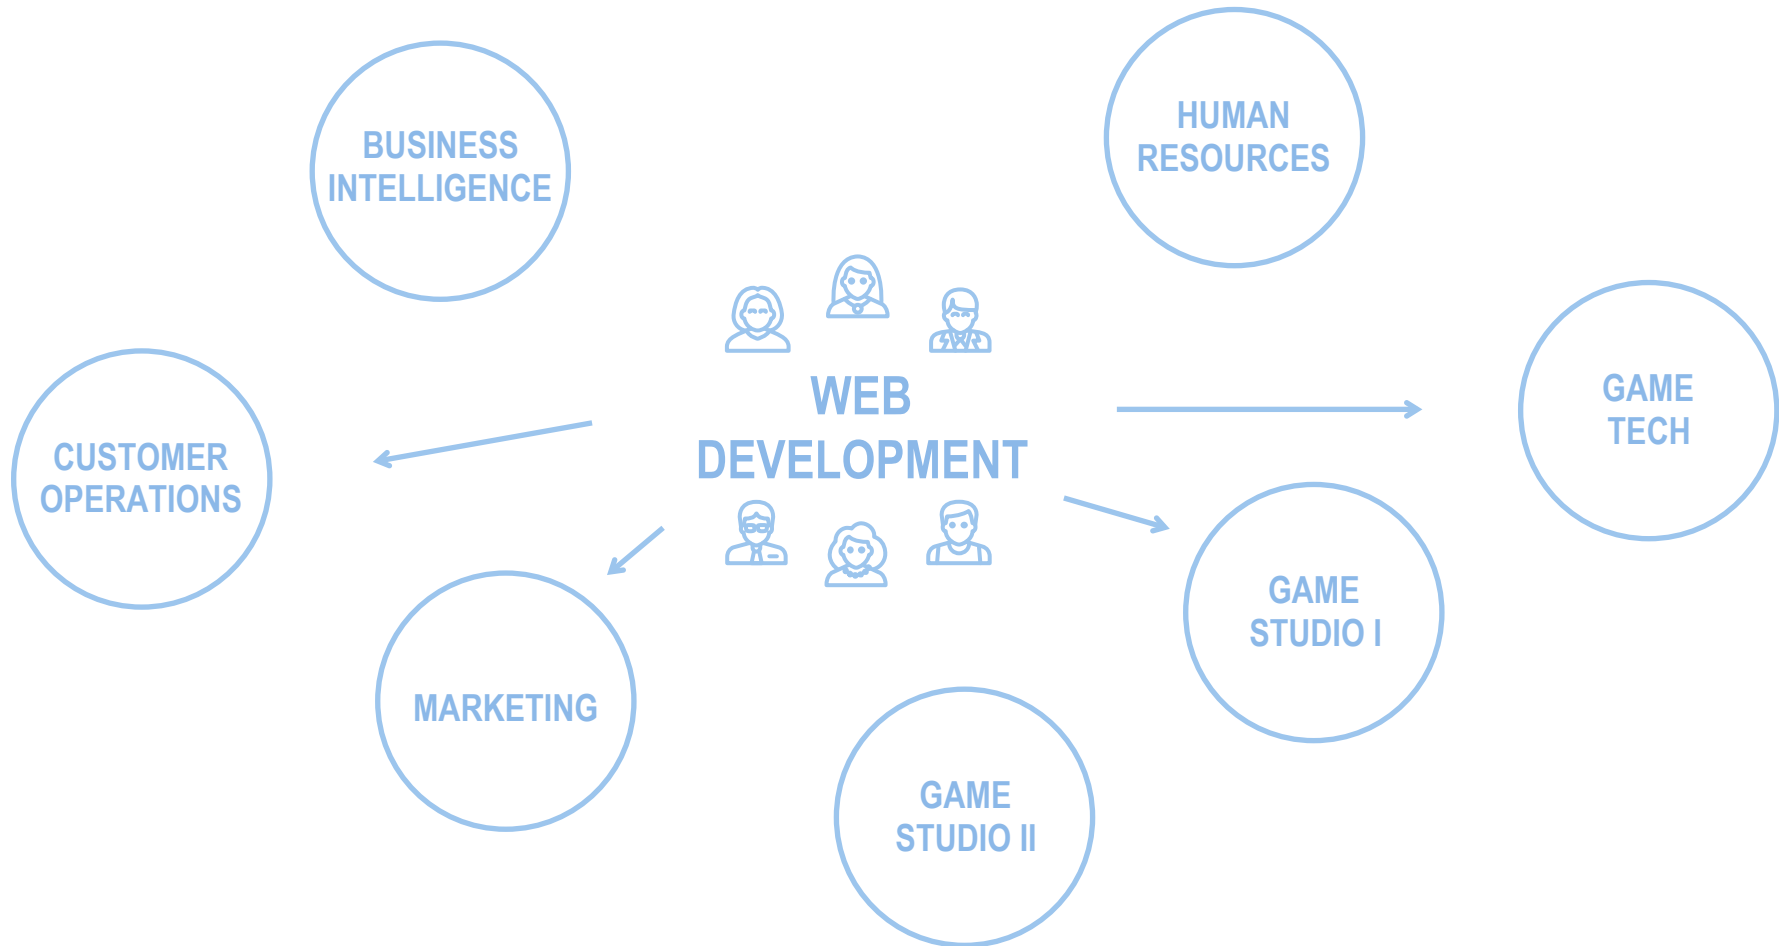 BUSINESS
INTELLIGENCE
HUMAN
RESOURCES
WEB
DEVELOPMENT
GAME
TECH
CUSTOMER
OPERATIONS
GAME
STUDIO I
MARKETING
GAME
STUDIO II